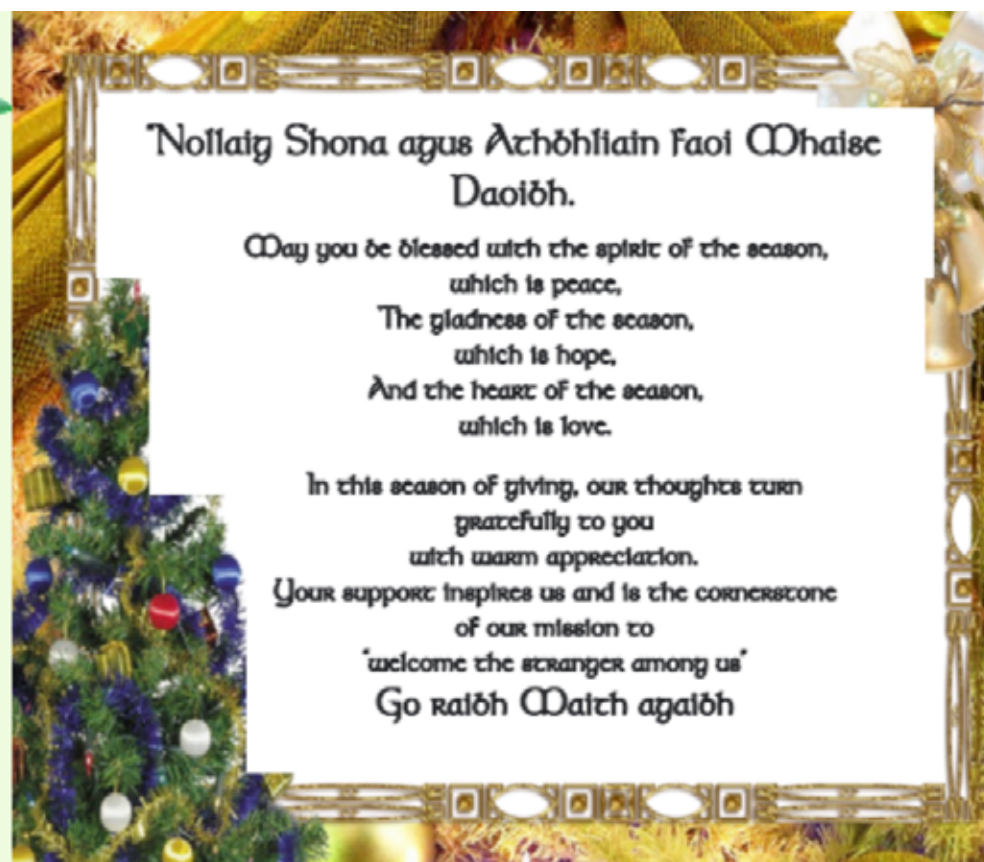 "Nollaig Shona agus Athbhliain Faoi Mhaise
Daoibh.
May you be blessed with the spirit of the season,
which is peace,
The gladness of the season,
which is hope,
And the heart of the season,
which is love.
In this season of giving, our thoughts turn
gratefully to you
with warm appreciation.
Your support inspires us and is the cornerstone
of our mission to
"welcome the stranger among us"
Go raibh Maith agaibh